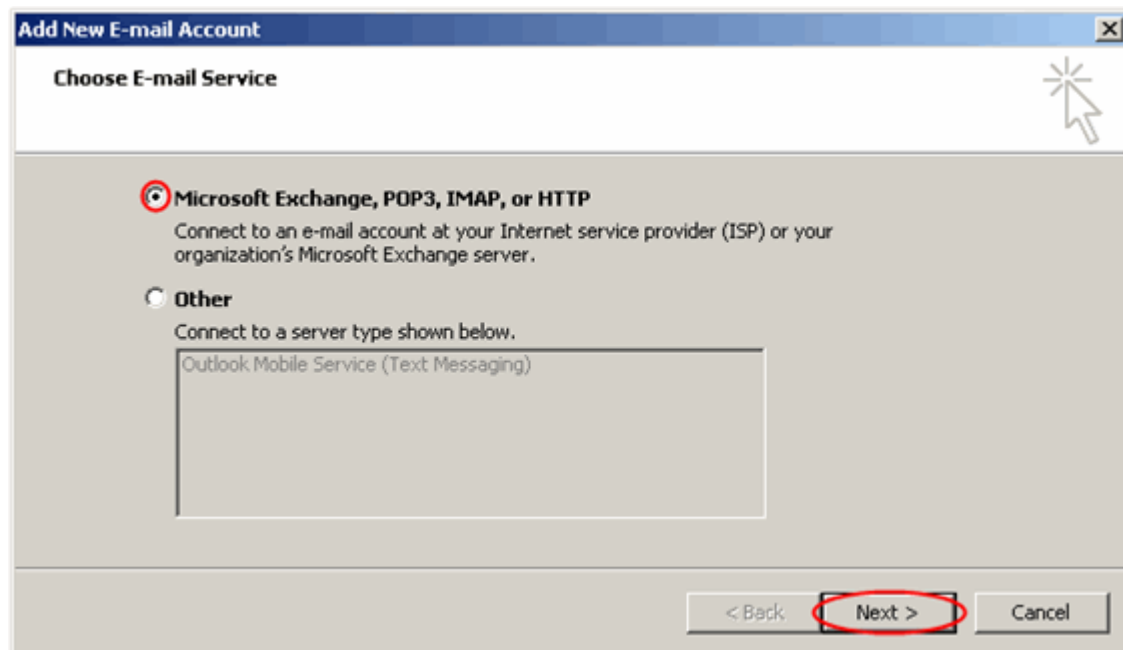 Add New E-mail Account
Choose E-mail Service
Microsoft Exchange, POP3, IMAP, or HTTP
Connect to an e-mail account at your Internet service provider (ISP) or your
organization's Microsoft Exchange server.
Other
Connect to a server type shown below.
Outlook Mobile Service (Text Messaging)
< Back
Next >
Cancel